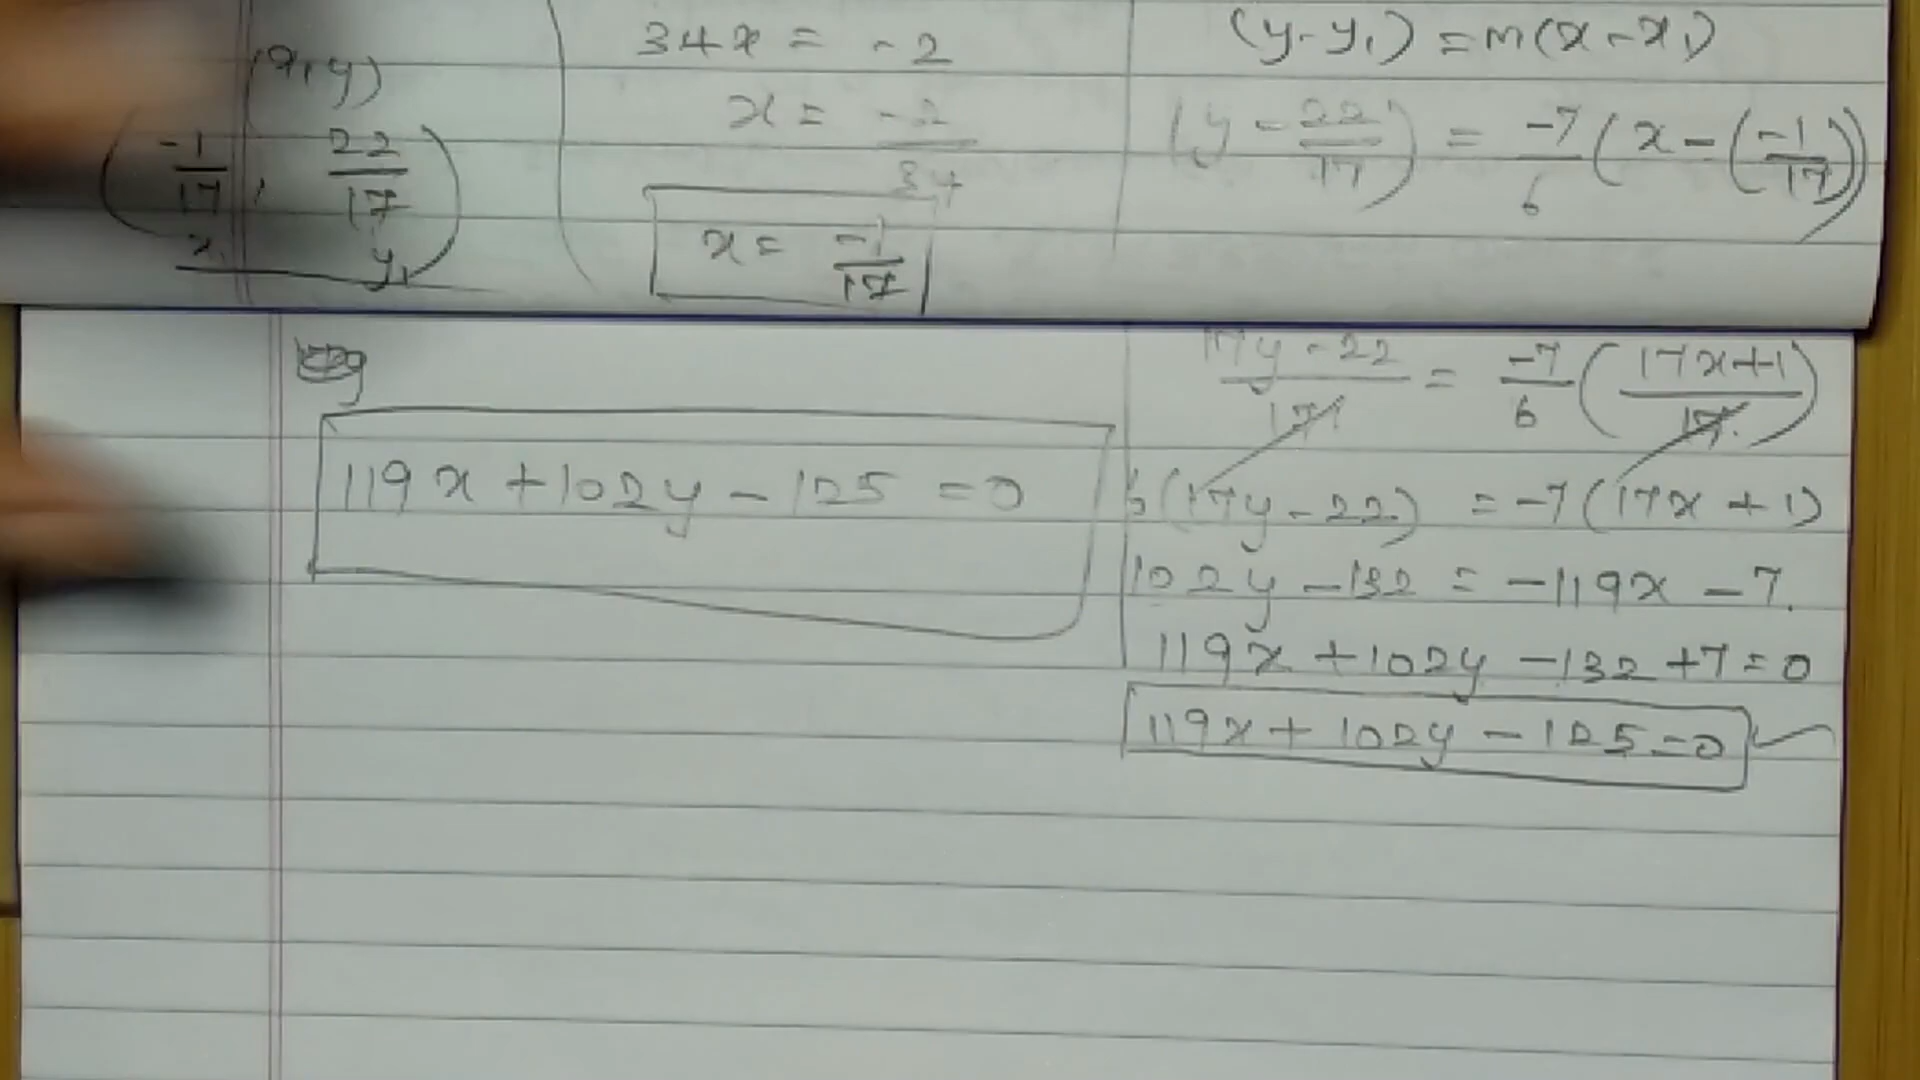 (x, y)
(-1/17, 22/17)
x₁ y₁
34x = -2
x = -2/34
x = -1/17
(y-y₁) = m(x-x₁)
(y - 22/17) = -7/6 (x - (-1/17))
119x + 102y - 125 = 0
17y - 22/17 = -7/6 (17x+1/17)
6(17y - 22) = -7(17x + 1)
102y - 132 = -119x - 7.
119x + 102y - 132 + 7 = 0
119x + 102y - 125 = 0